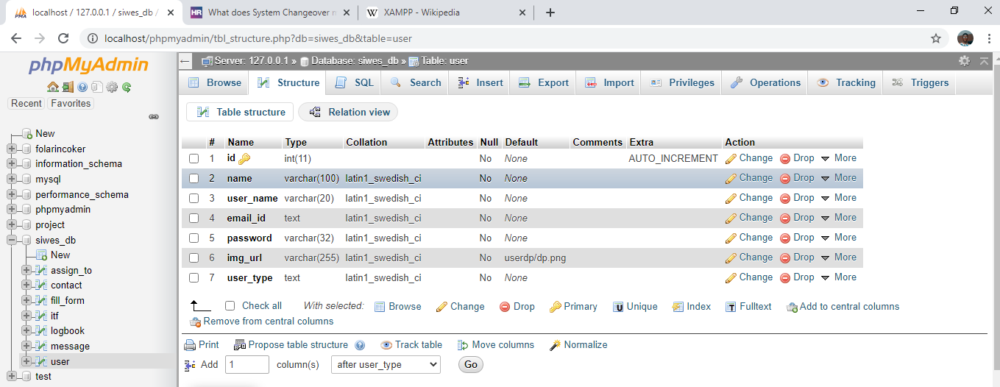 localhost / 127.0.0.1 / siwes_db /
What does System Changeover m
XAMPP - Wikipedia
localhost/phpmyadmin/tbl_structure.php?db=siwes_db&table=user
phpMyAdmin
Recent Favorites
New
folarincoker
information_schema
mysql
performance_schema
phpmyadmin
project
siwes_db
New
assign_to
contact
fill_form
itf
logbook
message
user
test
Server: 127.0.0.1 » Database: siwes_db » Table: user
Browse Structure SQL Search Insert Export Import Privileges Operations Tracking Triggers
Table structure Relation view
# Name Type Collation Attributes Null Default Comments Extra Action
1 id int(11) No None AUTO_INCREMENT Change Drop More
2 name varchar(100) latin1_swedish_ci No None Change Drop More
3 user_name varchar(20) latin1_swedish_ci No None Change Drop More
4 email_id text latin1_swedish_ci No None Change Drop More
5 password varchar(32) latin1_swedish_ci No None Change Drop More
6 img_url varchar(255) latin1_swedish_ci No userdp/dp.png Change Drop More
7 user_type text latin1_swedish_ci No None Change Drop More
Check all With selected: Browse Change Drop Primary Unique Index Fulltext Add to central columns
Remove from central columns
Print Propose table structure Track table Move columns Normalize
Add 1 column(s) after user_type Go